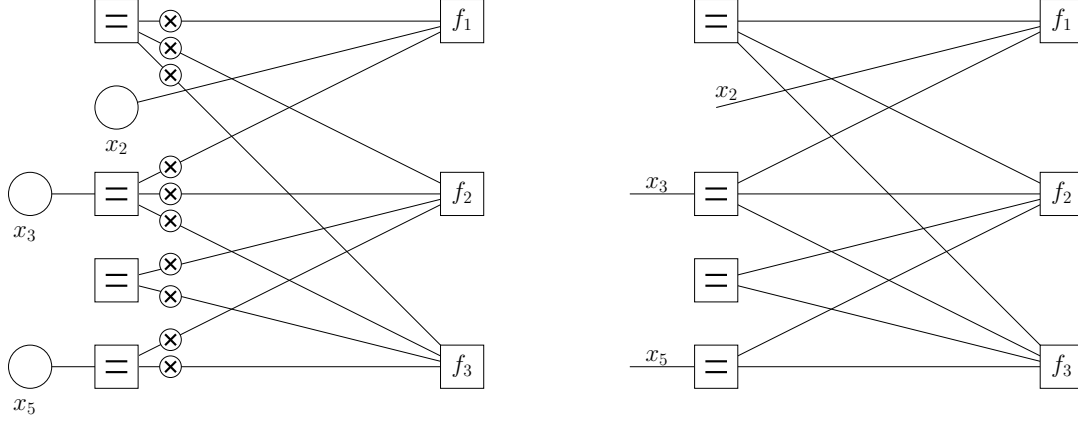 = f₁ = f₁
x₂ x₂
x₃ = f₂ x₃ = f₂
= =
x₅ = f₃ x₅ = f₃